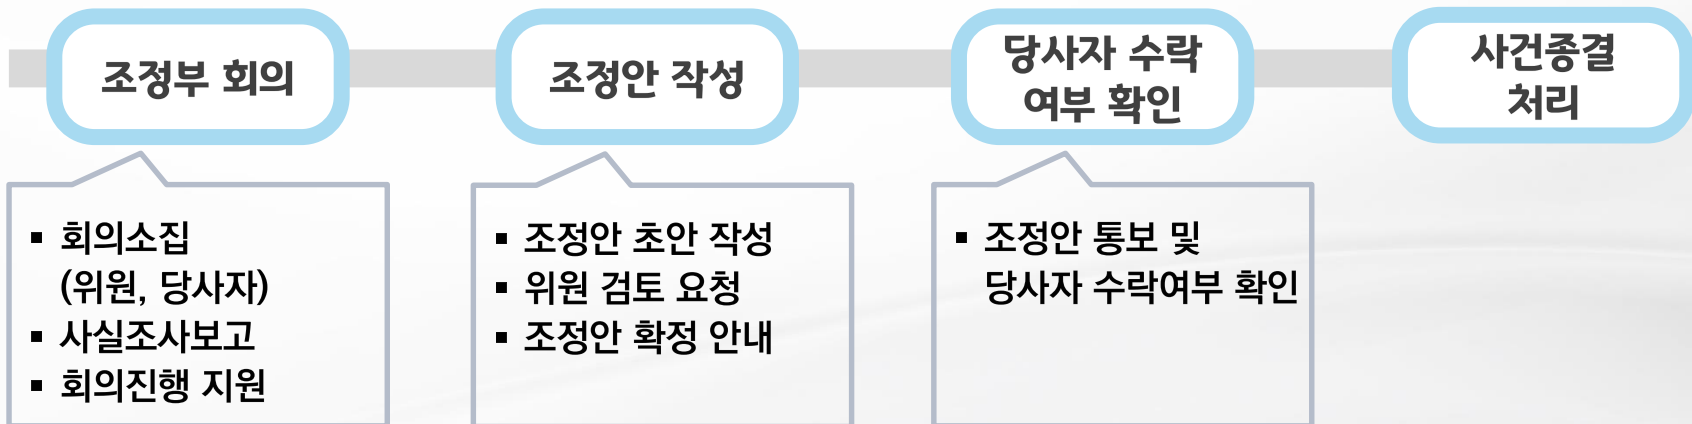 조정부 회의
조정안 작성
당사자 수락
여부 확인
사건종결
처리
▪ 회의소집
(위원, 당사자)
▪ 사실조사보고
▪ 회의진행 지원
▪ 조정안 초안 작성
▪ 위원 검토 요청
▪ 조정안 확정 안내
▪ 조정안 통보 및
당사자 수락여부 확인